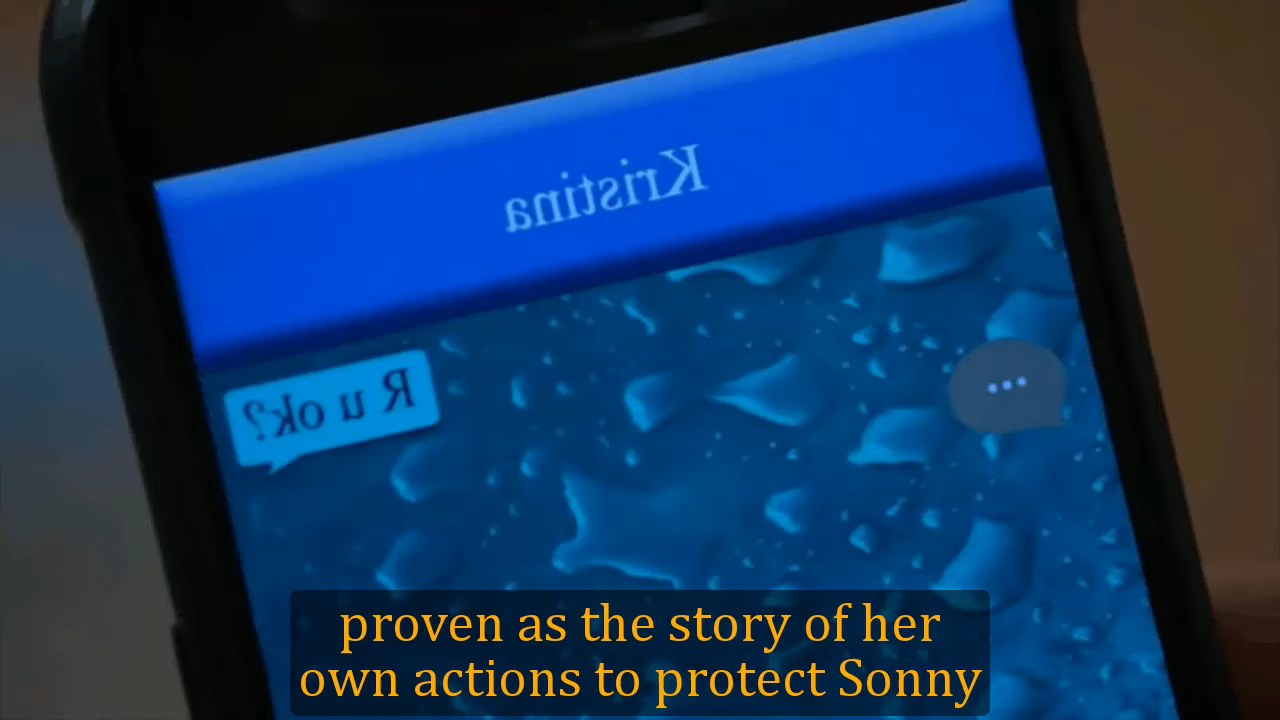 Kristina
R u ok?
proven as the story of her
own actions to protect Sonny